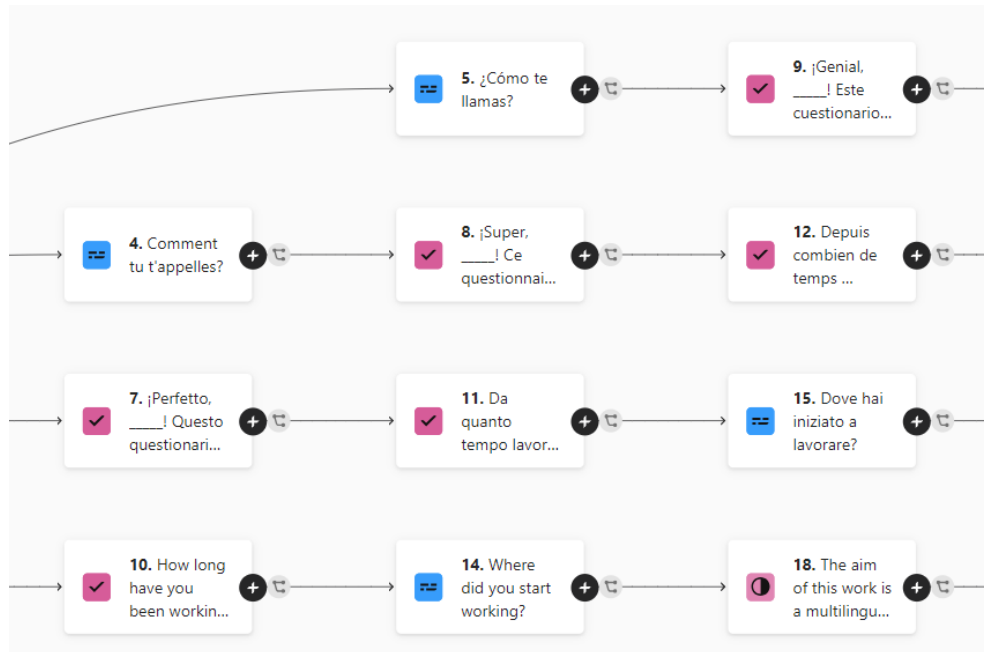 5. ¿Cómo te
llamas?
9. ¡Genial,
_____! Este
cuestionario...
4. Comment
tu t'appelles?
8. ¡Super,
_____! Ce
questionnai...
12. Depuis
combien de
temps ...
7. ¡Perfetto,
_____! Questo
questionari...
11. Da
quanto
tempo lavor...
15. Dove hai
iniziato a
lavorare?
10. How long
have you
been workin...
14. Where
did you start
working?
18. The aim
of this work is
a multilingu...